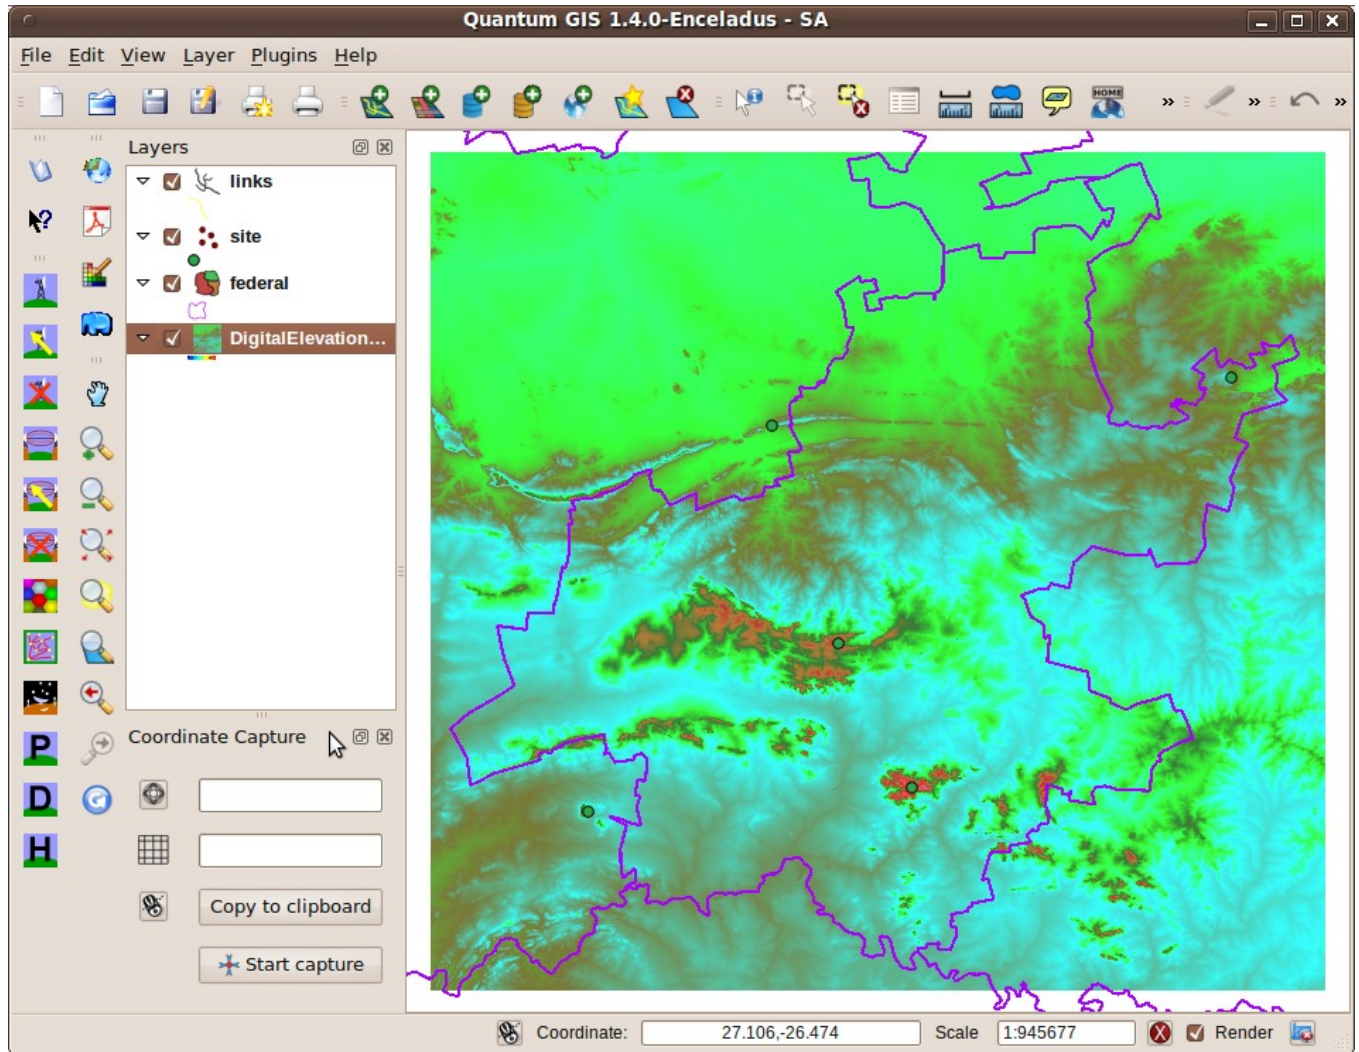 Quantum GIS 1.4.0-Enceladus - SA
File Edit View Layer Plugins Help
HOME
Layers
links
site
federal
DigitalElevation...
Coordinate Capture
P
D
H
Copy to clipboard
Start capture
Coordinate: 27.106,-26.474 Scale 1:945677 Render